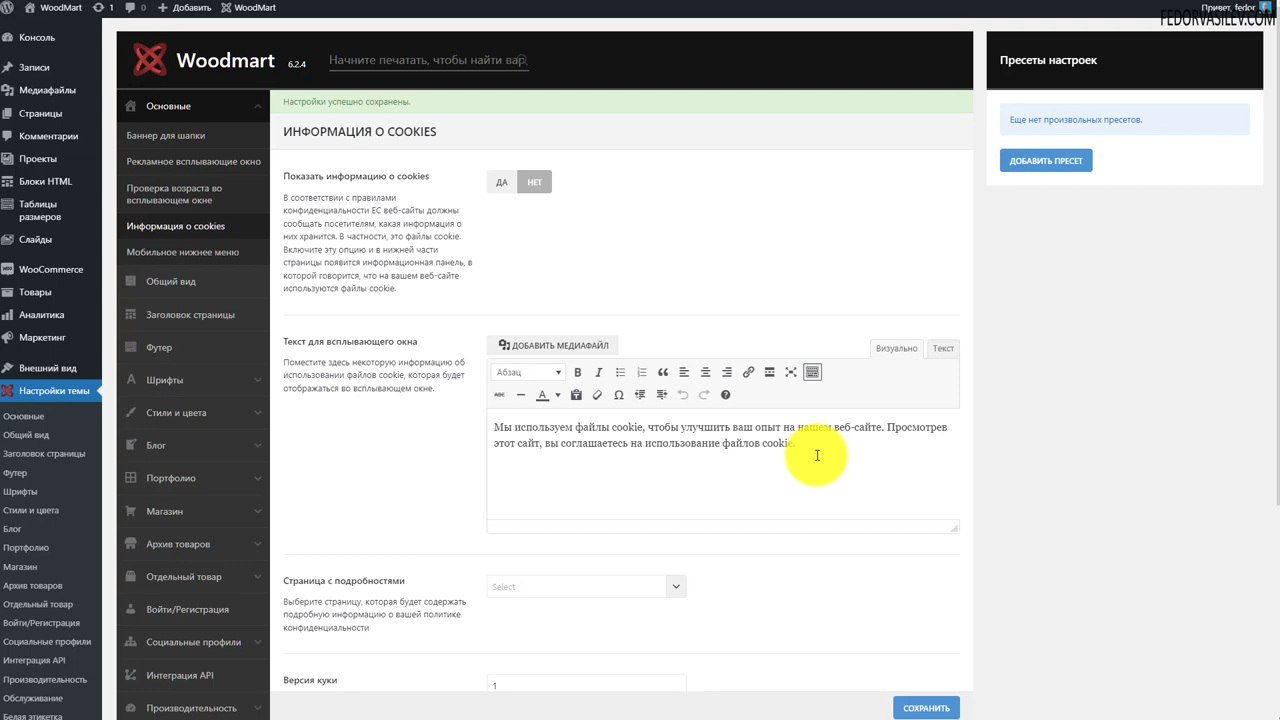 WoodMart 1 0 Добавить Привет, fedor
FEDORVASILEV.COM
Консоль
Записи
Медиафайлы
Страницы
Комментарии
Проекты
Блоки HTML
Таблицы
размеров
Слайды
WooCommerce
Товары
Аналитика
Маркетинг
Внешний вид
Настройки темы
Основные
Общий вид
Заголовок страницы
Футер
Шрифты
Стили и цвета
Блог
Портфолио
Магазин
Архив товаров
Отдельный товар
Войти/Регистрация
Социальные профили
Интеграция API
Производительность
Обслуживание
Белая этикетка
Woodmart 6.2.4 Начните печатать, чтобы найти вар
Основные
Баннер для шапки
Рекламное всплывающие окно
Проверка возраста во
всплывающем окне
Информация о cookies
Мобильное нижнее меню
Общий вид
Заголовок страницы
Футер
Шрифты
Стили и цвета
Блог
Портфолио
Магазин
Архив товаров
Отдельный товар
Войти/Регистрация
Социальные профили
Интеграция API
Производительность
Настройки успешно сохранены.
ИНФОРМАЦИЯ О COOKIES
Показать информацию о cookies
ДА НЕТ
В соответствии с правилами
конфиденциальности ЕС веб-сайты должны
сообщать посетителям, какая информация о
них хранится. В частности, это файлы cookie.
Включите эту опцию и в нижней части
страницы появится информационная панель, в
которой говорится, что на вашем веб-сайте
используются файлы cookie.
Текст для всплывающего окна
Поместите здесь некоторую информацию об
использовании файлов cookie, которая будет
отображаться во всплывающем окне.
ДОБАВИТЬ МЕДИАФАЙЛ
Визуально Текст
Абзац B I
ABC A Ω ?
Мы используем файлы cookie, чтобы улучшить ваш опыт на нашем веб-сайте. Просмотрев
этот сайт, вы соглашаетесь на использование файлов cookie.
Страница с подробностями
Select
Выберите страницу, которая будет содержать
подробную информацию о вашей политике
конфиденциальности
Версия куки
1
СОХРАНИТЬ
Пресеты настроек
Еще нет произвольных пресетов.
ДОБАВИТЬ ПРЕСЕТ